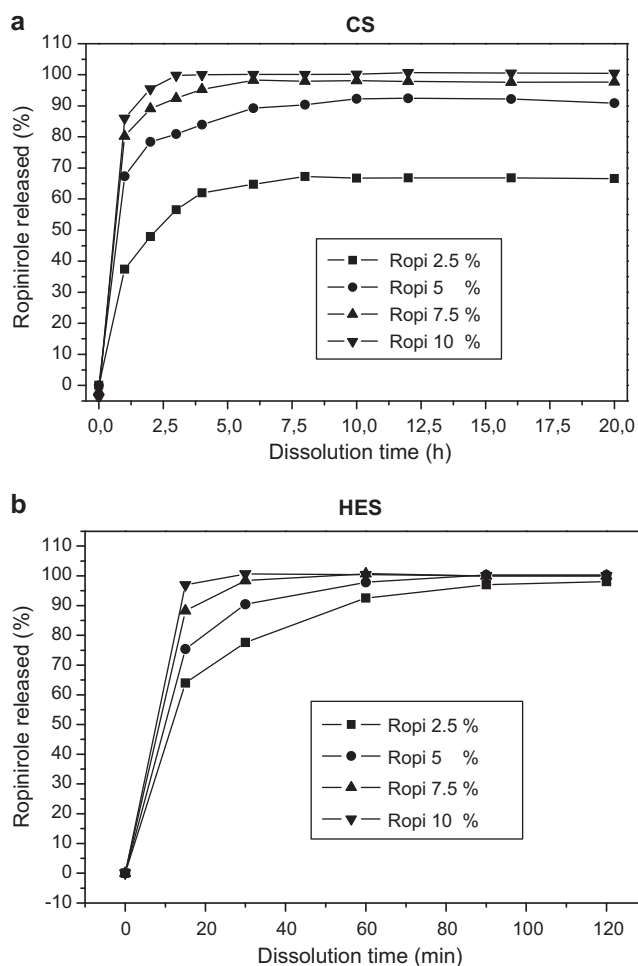 a
CS
110
100
90
80
70
60
50
40
30
20
10
0
Ropinirole released (%)
Ropi 2.5 %
Ropi 5 %
Ropi 7.5 %
Ropi 10 %
0,0 2,5 5,0 7,5 10,0 12,5 15,0 17,5 20,0
Dissolution time (h)
b
HES
110
100
90
80
70
60
50
40
30
20
10
0
-10
Ropinirole released (%)
Ropi 2.5 %
Ropi 5 %
Ropi 7.5 %
Ropi 10 %
0 20 40 60 80 100 120
Dissolution time (min)